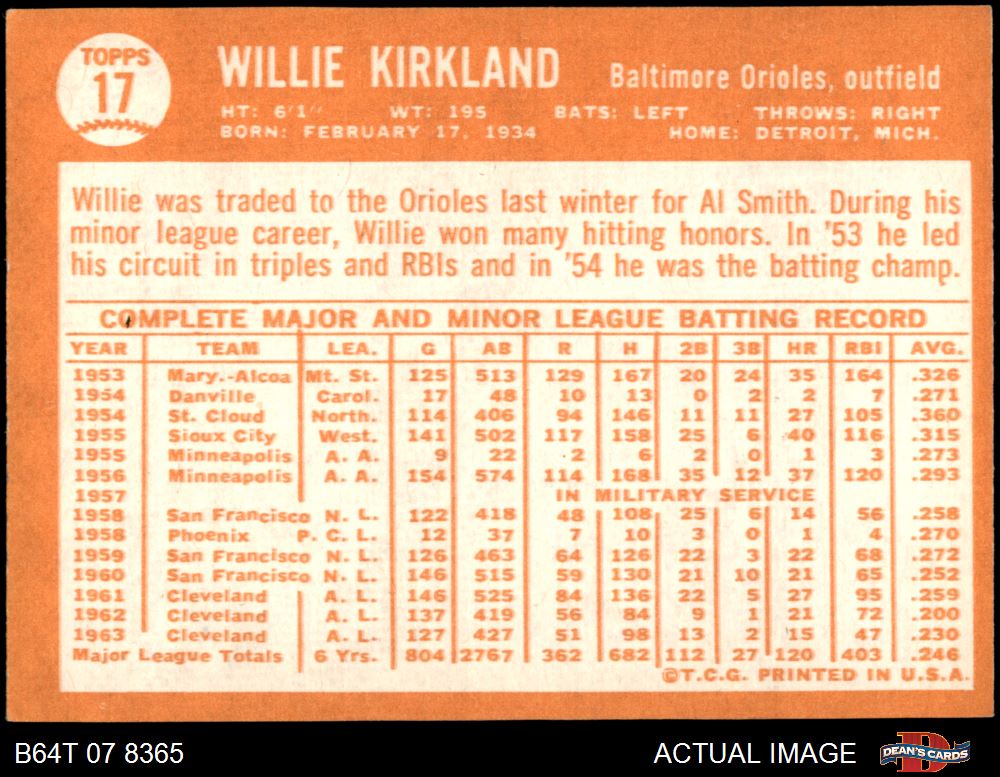 TOPPS
17
WILLIE KIRKLAND Baltimore Orioles, outfield
HT: 6'1" WT: 195 BATS: LEFT THROWS: RIGHT
BORN: FEBRUARY 17, 1934 HOME: DETROIT, MICH.
Willie was traded to the Orioles last winter for Al Smith. During his
minor league career, Willie won many hitting honors. In '53 he led
his circuit in triples and RBIs and in '54 he was the batting champ.
COMPLETE MAJOR AND MINOR LEAGUE BATTING RECORD
YEAR TEAM LEA. G AB R H 2B 3B HR RBI AVG.
1953 Mary.-Alcoa Mt. St. 125 513 129 167 20 24 35 164 .326
1954 Danville Carol. 17 48 10 13 0 2 2 7 .271
1954 St. Cloud North. 114 406 94 146 11 11 27 105 .360
1955 Sioux City West. 141 502 117 158 25 6 40 116 .315
1955 Minneapolis A. A. 9 22 2 6 2 0 1 3 .273
1956 Minneapolis A. A. 154 574 114 168 35 12 37 120 .293
1957 IN MILITARY SERVICE
1958 San Francisco N. L. 122 418 48 108 25 6 14 56 .258
1958 Phoenix P. C. L. 12 37 7 10 3 0 1 4 .270
1959 San Francisco N. L. 126 463 64 126 22 3 22 68 .272
1960 San Francisco N. L. 146 515 59 130 21 10 21 65 .252
1961 Cleveland A. L. 146 525 84 136 22 5 27 95 .259
1962 Cleveland A. L. 137 419 56 84 9 1 21 72 .200
1963 Cleveland A. L. 127 427 51 98 13 2 15 47 .230
Major League Totals 6 Yrs. 804 2767 362 682 112 27 120 403 .246
©T.C.G. PRINTED IN U.S.A.
B64T 07 8365 ACTUAL IMAGE DEAN'S CARDS